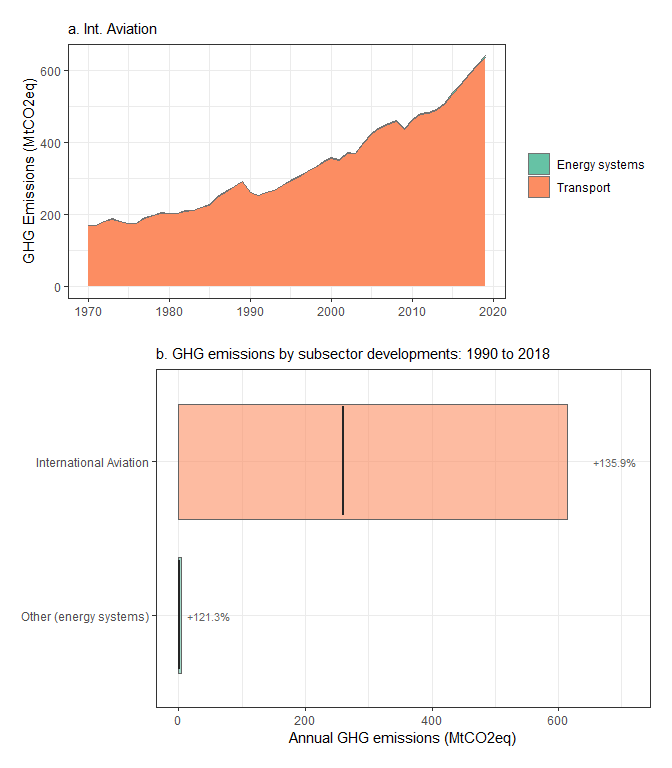 a. Int. Aviation
GHG Emissions (MtCO2eq)
600
400
200
0
1970
1980
1990
2000
2010
2020
Energy systems
Transport
b. GHG emissions by subsector developments: 1990 to 2018
International Aviation
+135.9%
Other (energy systems)
+121.3%
0
200
400
600
Annual GHG emissions (MtCO2eq)